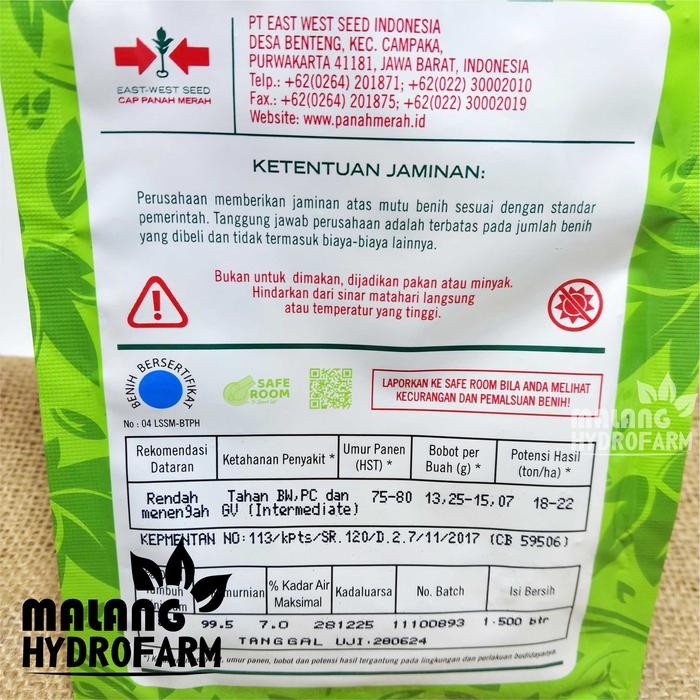 PT EAST WEST SEED INDONESIA
DESA BENTENG, KEC. CAMPAKA,
PURWAKARTA 41181, JAWA BARAT, INDONESIA
Telp.: +62(0264) 201871; +62(022) 30002010
Fax.: +62(0264) 201875; +62(022) 30002019
Website: www.panahmerah.id
EAST-WEST SEED
CAP PANAH MERAH
KETENTUAN JAMINAN:
Perusahaan memberikan jaminan atas mutu benih sesuai dengan standar
pemerintah. Tanggung jawab perusahaan adalah terbatas pada jumlah benih
yang dibeli dan tidak termasuk biaya-biaya lainnya.
Bukan untuk dimakan, dijadikan pakan atau minyak.
Hindarkan dari sinar matahari langsung
atau temperatur yang tinggi.
BENIH BERSERTIFIKAT
No : 04 LSSM-BTPH
SAFE
ROOM
LAPORKAN KE SAFE ROOM BILA ANDA MELIHAT
KECURANGAN DAN PEMALSUAN BENIH!
MALANG
HYDROFARM
Rekomendasi Dataran Ketahanan Penyakit * Umur Panen (HST) * Bobot per Buah (g) * Potensi Hasil (ton/ha) *
Rendah menengah Tahan BW,PC dan GV (Intermediate) 75-80 13,25-15,07 18-22
KEPMENTAN NO:113/kpts/SR.120/D.2.7/11/2017 (CB 59506)
% Kadar Air Maksimal Kadaluarsa No. Batch Isi Bersih
99.5 7.0 281225 11100893 1.500 btr
TANGGAL UJI:280624
umur panen, bobot dan potensi hasil tergantung pada lingkungan dan perlakuan budidayanya.
MALANG
HYDROFARM